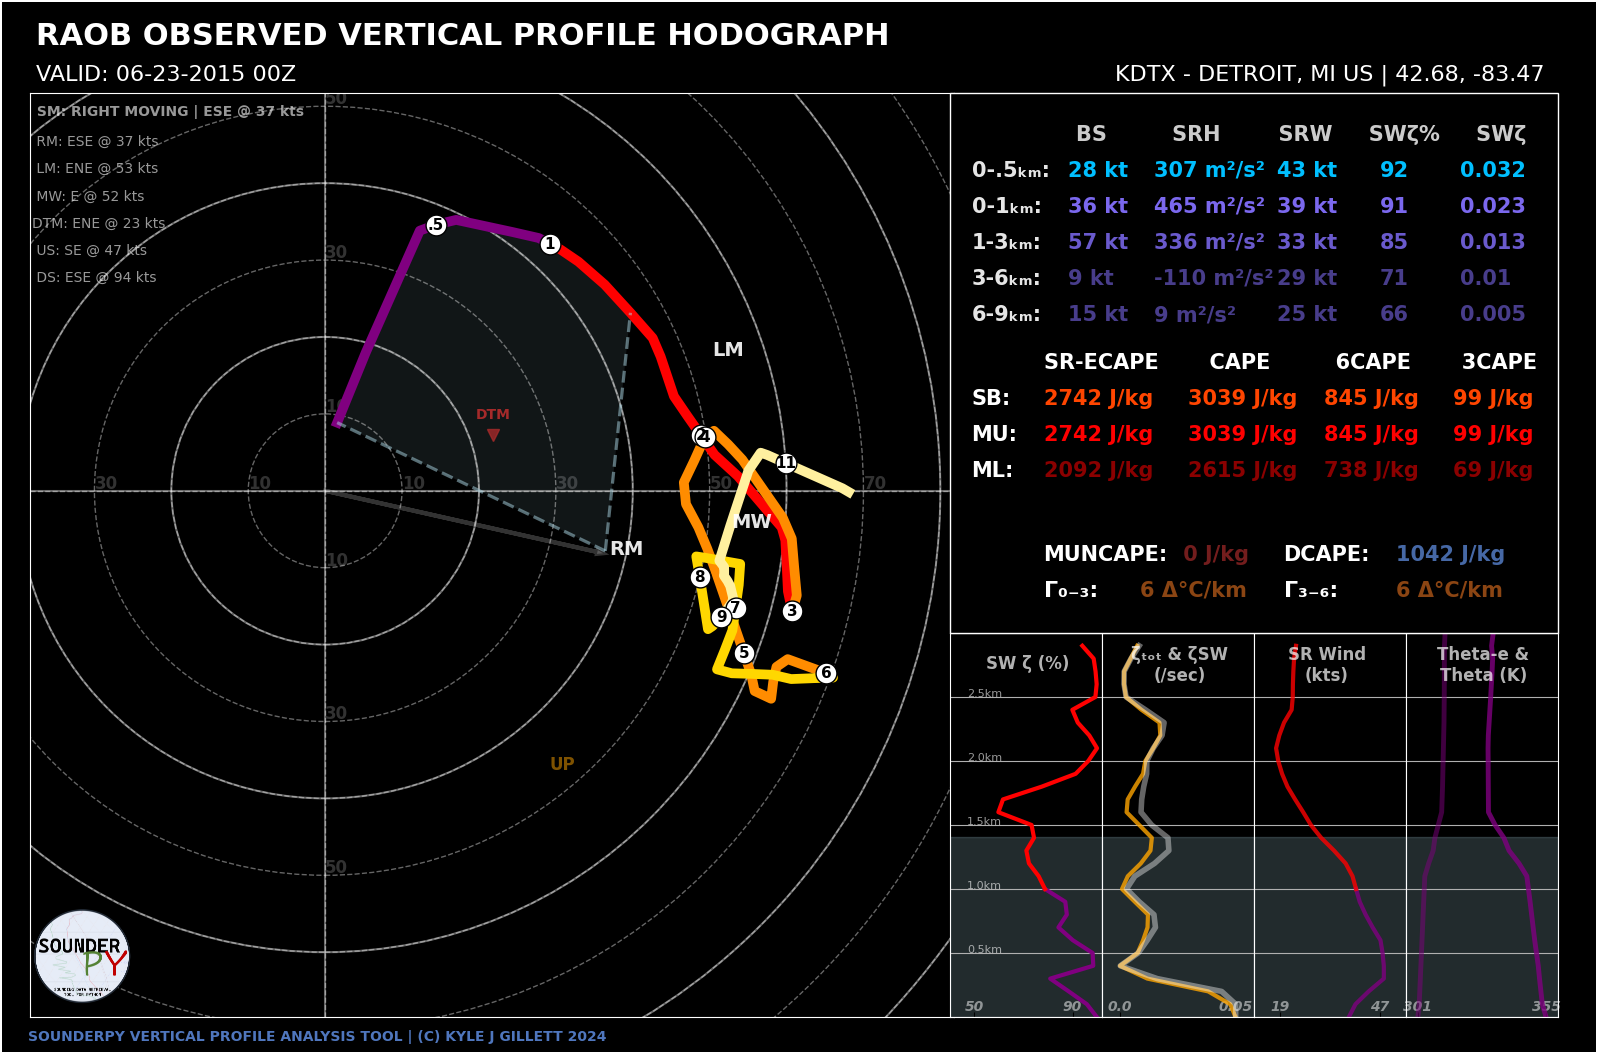 RAOB OBSERVED VERTICAL PROFILE HODOGRAPH
VALID: 06-23-2015 00Z
KDTX - DETROIT, MI US | 42.68, -83.47
SM: RIGHT MOVING | ESE @ 37 kts
RM: ESE @ 37 kts
LM: ENE @ 53 kts
MW: E @ 52 kts
DTM: ENE @ 23 kts
US: SE @ 47 kts
DS: ESE @ 94 kts
50
30
10
30
10
10
30
50
70
10
30
50
.5
1
LM
DTM
2
4
11
MW
RM
8
7
9
3
5
6
UP
BS SRH SRW SWζ% SWζ
0-.5ₖₘ: 28 kt 307 m²/s² 43 kt 92 0.032
0-1ₖₘ: 36 kt 465 m²/s² 39 kt 91 0.023
1-3ₖₘ: 57 kt 336 m²/s² 33 kt 85 0.013
3-6ₖₘ: 9 kt -110 m²/s² 29 kt 71 0.01
6-9ₖₘ: 15 kt 9 m²/s² 25 kt 66 0.005
SR-ECAPE CAPE 6CAPE 3CAPE
SB: 2742 J/kg 3039 J/kg 845 J/kg 99 J/kg
MU: 2742 J/kg 3039 J/kg 845 J/kg 99 J/kg
ML: 2092 J/kg 2615 J/kg 738 J/kg 69 J/kg
MUNCAPE: 0 J/kg DCAPE: 1042 J/kg
Γ₀₋₃: 6 Δ°C/km Γ₃₋₆: 6 Δ°C/km
SW ζ (%)
ζₜₒₜ & ζSW
(/sec)
SR Wind
(kts)
Theta-e &
Theta (K)
2.5km
2.0km
1.5km
1.0km
0.5km
50 90 0.0 0.05 19 47 301 355
SOUNDER
PY
SOUNDING DATA RETRIEVAL
TOOL FOR PYTHON
SOUNDERPY VERTICAL PROFILE ANALYSIS TOOL | (C) KYLE J GILLETT 2024